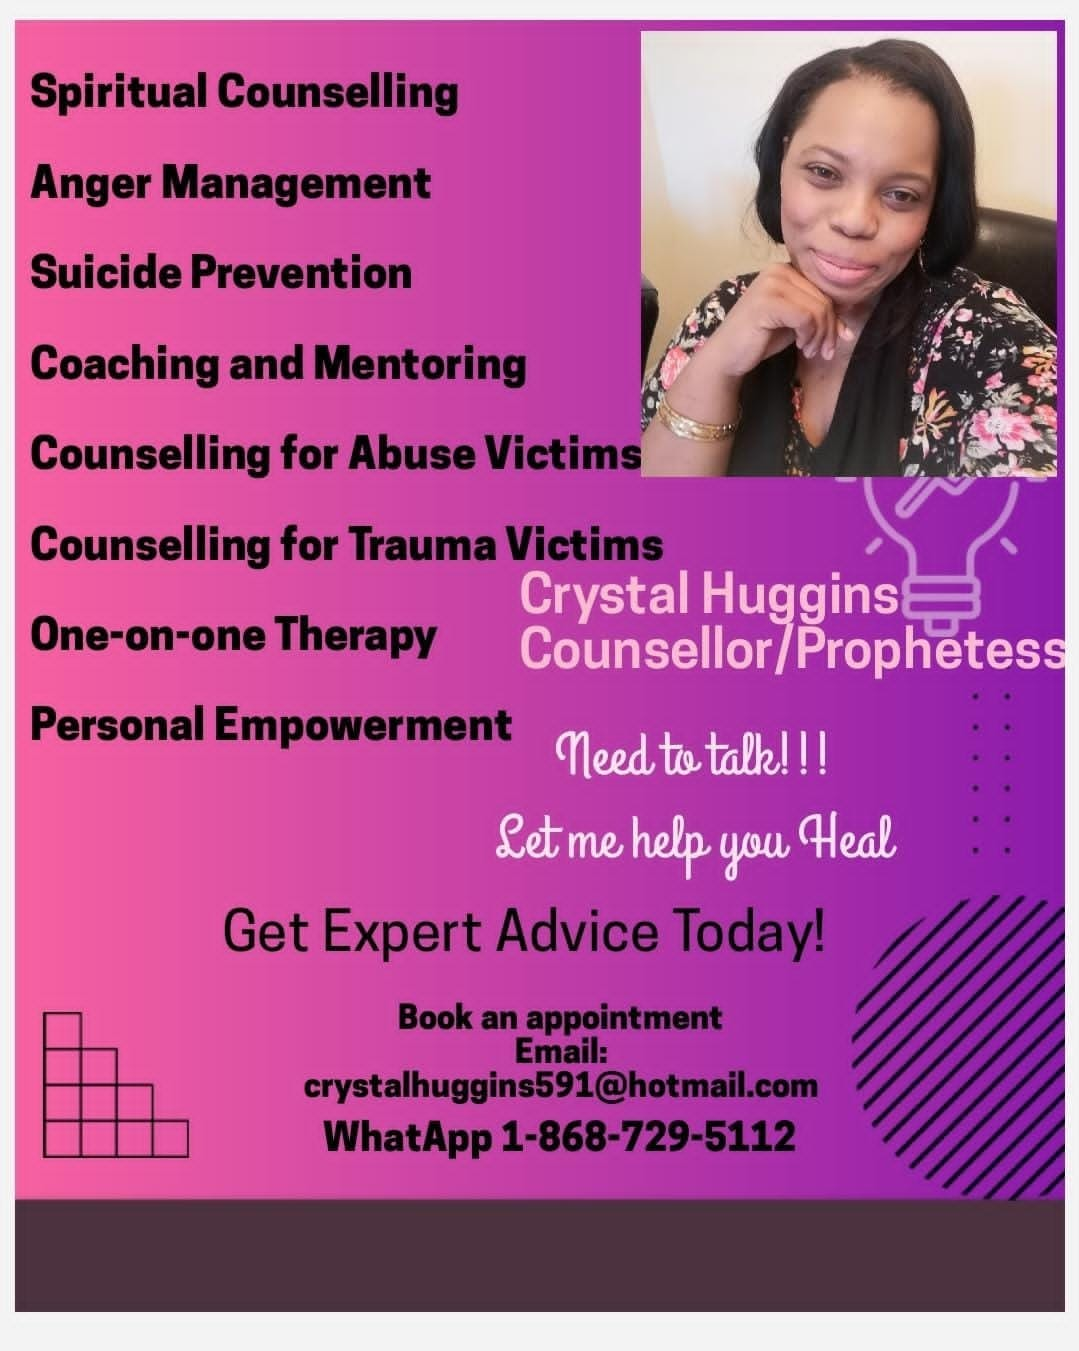 Spiritual Counselling
Anger Management
Suicide Prevention
Coaching and Mentoring
Counselling for Abuse Victims
Counselling for Trauma Victims
One-on-one Therapy
Personal Empowerment
Crystal Huggins
Counsellor/Prophetess
Need to talk!!!
Let me help you Heal
Get Expert Advice Today!
Book an appointment
Email:
crystalhuggins591@hotmail.com
WhatApp 1-868-729-5112